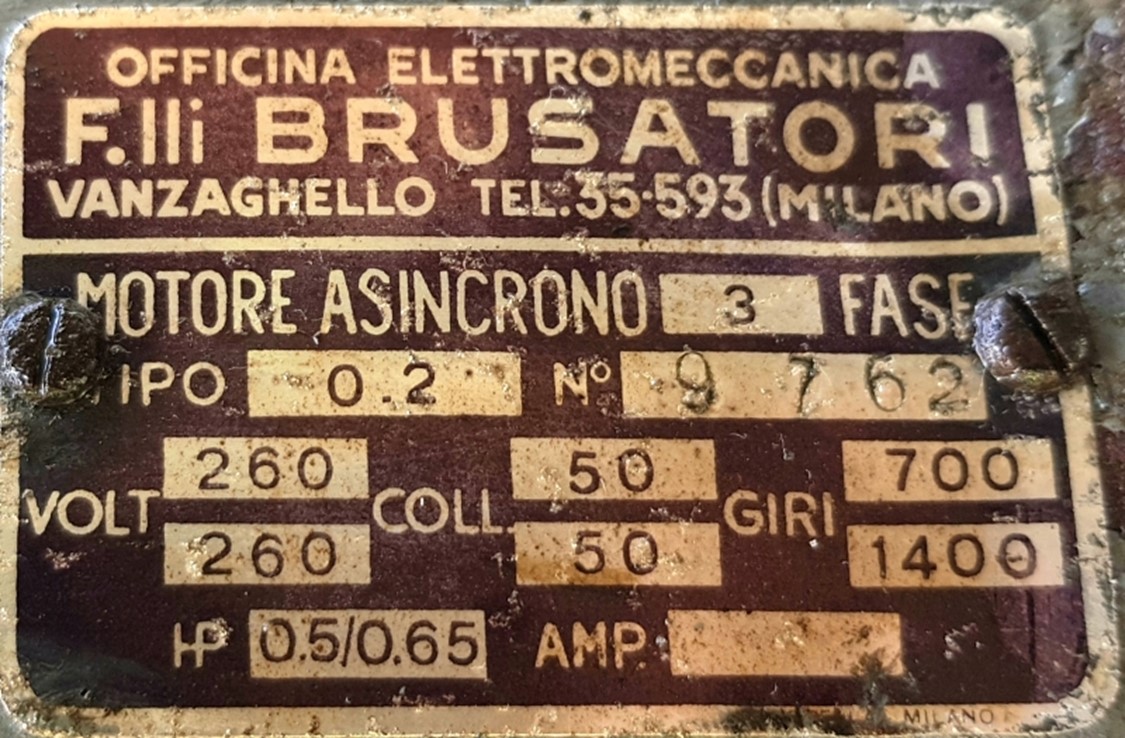 OFFICINA ELETTROMECCANICA
F.lli BRUSATORI
VANZAGHELLO TEL. 35-593 (MILANO)
MOTORE ASINCRONO 3 FASE
IPO 0.2 Nº 9762
VOLT 260 COLL. 50 GIRI 700
260 50 1400
HP 0.5/0.65 AMP.
MILANO